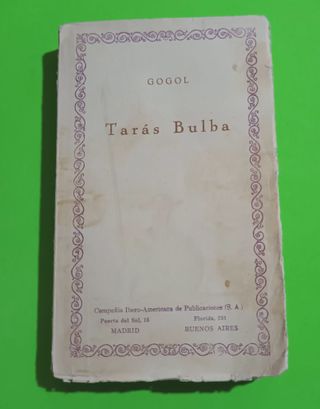 GOGOL
Tarás Bulba
Compañía Ibero-Americana de Publicaciones (S. A.)
Puerta del Sol, 15 Florida, 251
MADRID BUENOS AIRES